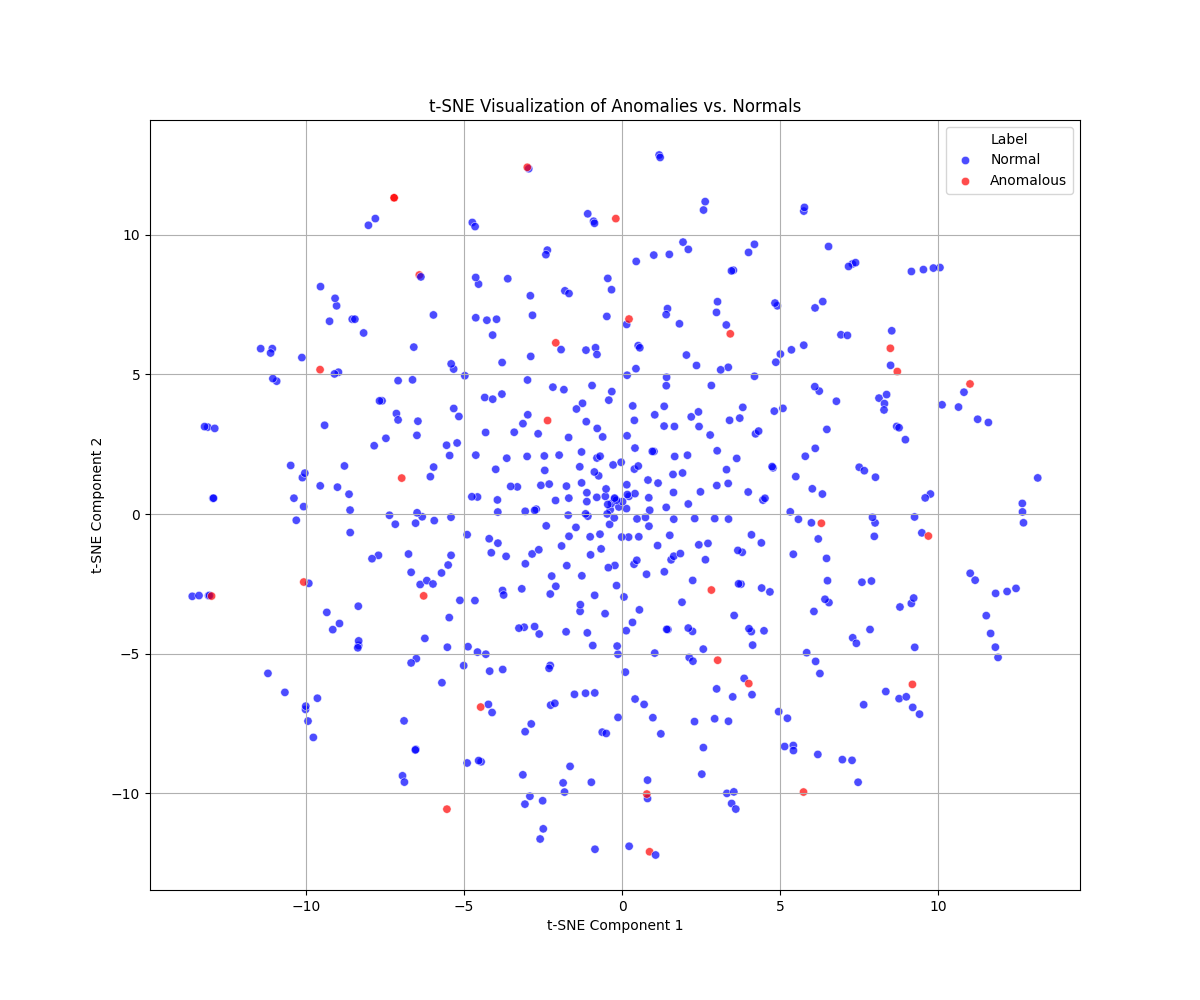 t-SNE Visualization of Anomalies vs. Normals
Label
Normal
Anomalous
10
5
0
−5
−10
t-SNE Component 2
−10
−5
0
5
10
t-SNE Component 1